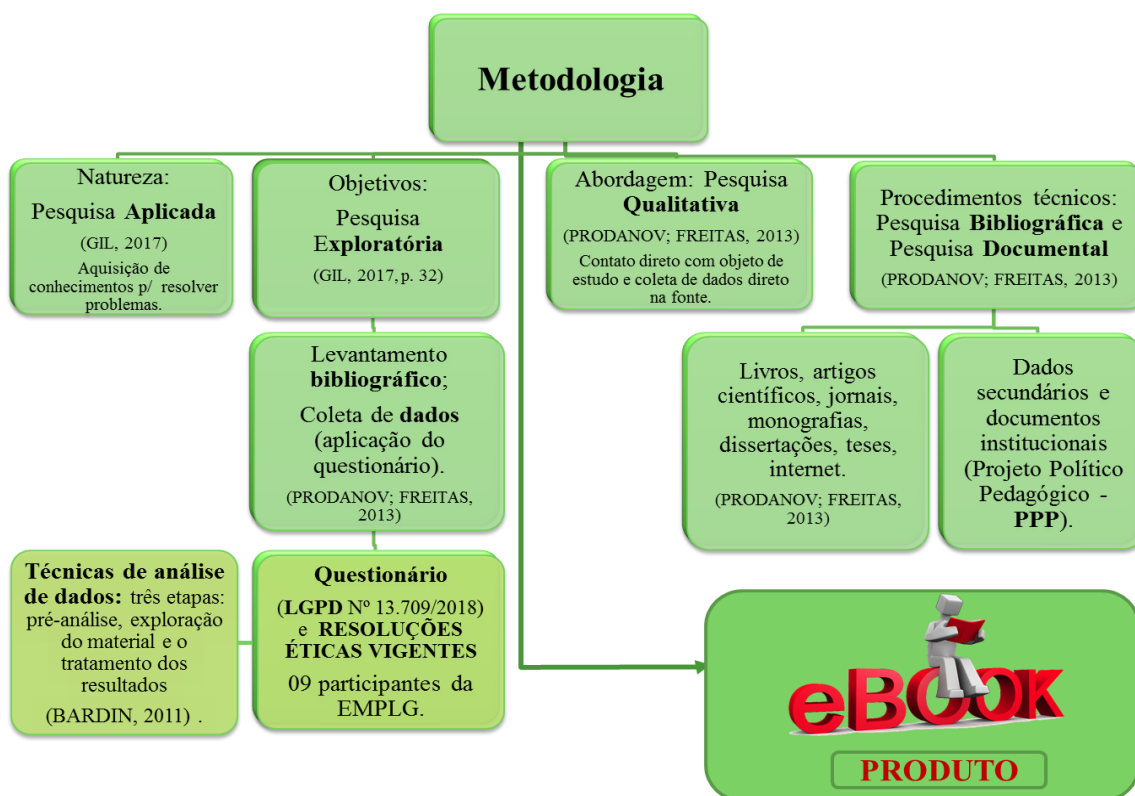 Metodologia
Natureza:
Pesquisa Aplicada
(GIL, 2017)
Aquisição de
conhecimentos p/ resolver
problemas.
Objetivos:
Pesquisa
Exploratória
(GIL, 2017, p. 32)
Abordagem: Pesquisa
Qualitativa
(PRODANOV; FREITAS, 2013)
Contato direto com objeto de
estudo e coleta de dados direto
na fonte.
Procedimentos técnicos:
Pesquisa Bibliográfica e
Pesquisa Documental
(PRODANOV; FREITAS, 2013)
Levantamento
bibliográfico;
Coleta de dados
(aplicação do
questionário).
(PRODANOV; FREITAS,
2013)
Livros, artigos
científicos, jornais,
monografias,
dissertações, teses,
internet.
(PRODANOV; FREITAS,
2013)
Dados
secundários e
documentos
institucionais
(Projeto Político
Pedagógico -
PPP).
Técnicas de análise
de dados: três etapas:
pré-análise, exploração
do material e o
tratamento dos
resultados
(BARDIN, 2011) .
Questionário
(LGPD Nº 13.709/2018)
e RESOLUÇÕES
ÉTICAS VIGENTES
09 participantes da
EMPLG.
eBOOK
PRODUTO